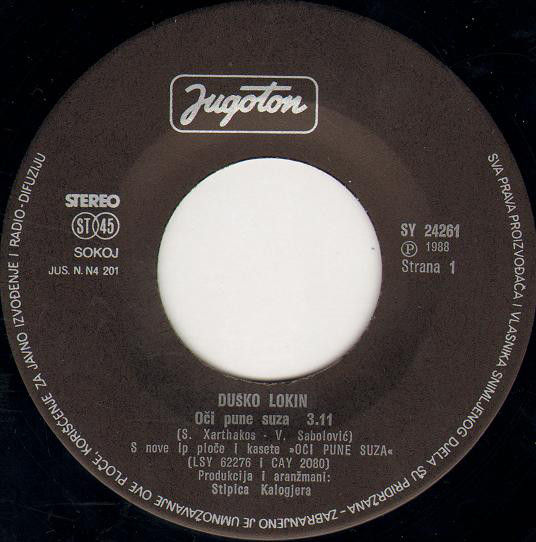 Jugoton
STEREO
ST 45
SOKOJ
JUS. N. N4 201
SY 24261
Ⓟ 1988
Strana 1
DUŠKO LOKIN
Oči pune suza 3.11
(S. Xarthakos - V. Sabolović)
S nove lp ploče i kasete »OČI PUNE SUZA«
(LSY 62276 i CAY 2080)
Produkcija i aranžmani:
Stipica Kalogjera
SVA PRAVA PROIZVOĐAČA I VLASNIKA SNIMLJENOG DJELA SU PRIDRŽANA - ZABRANJENO JE UMNOŽAVANJE OVE PLOČE, KORIŠĆENJE ZA JAVNO IZVOĐENJE I RADIO-DIFUZIJU